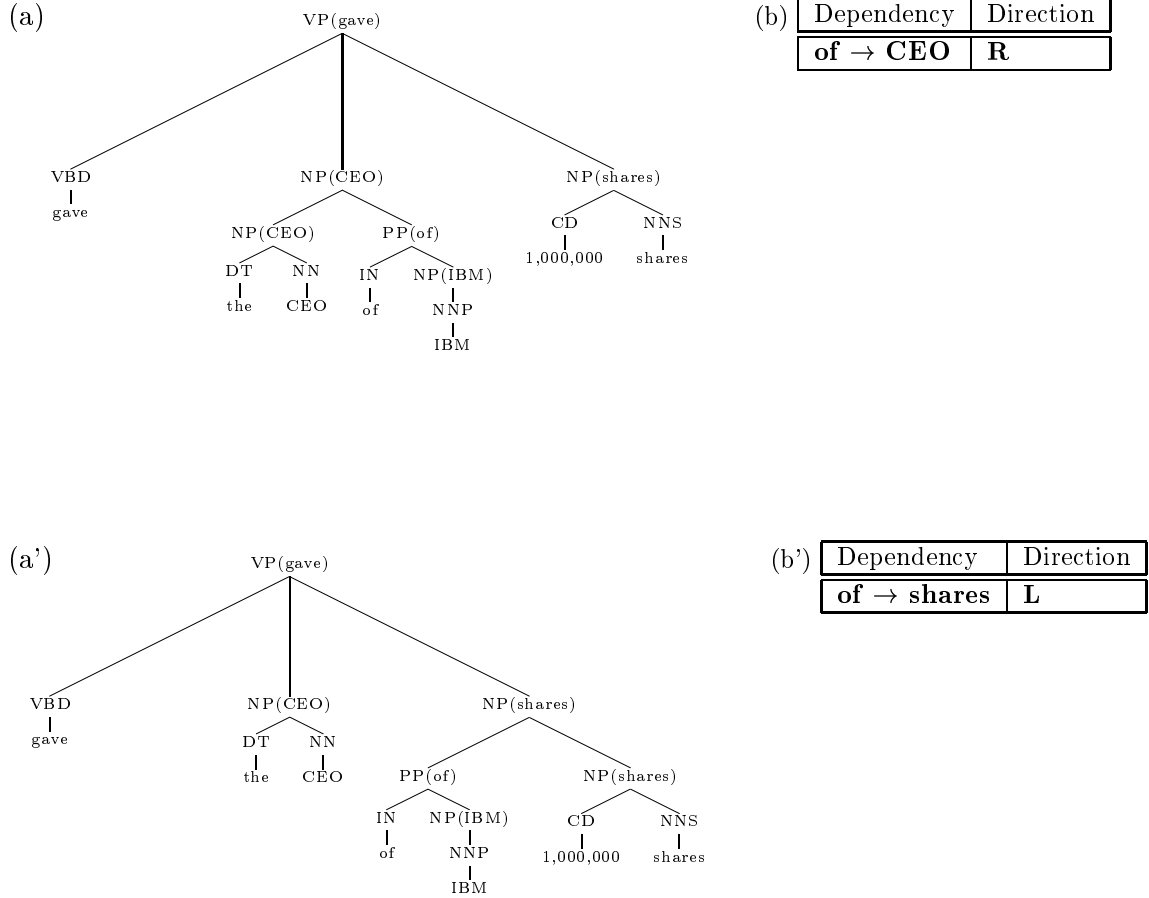 (a)
VP(gave)
VBD NP(CEO) NP(shares)
gave
NP(CEO) PP(of) CD NNS
1,000,000 shares
DT NN IN NP(IBM)
the CEO of NNP
IBM
(b)
Dependency Direction
of → CEO R
(a')
VP(gave)
VBD NP(CEO) NP(shares)
gave DT NN
the CEO
PP(of) NP(shares)
IN NP(IBM) CD NNS
of NNP 1,000,000 shares
IBM
(b')
Dependency Direction
of → shares L